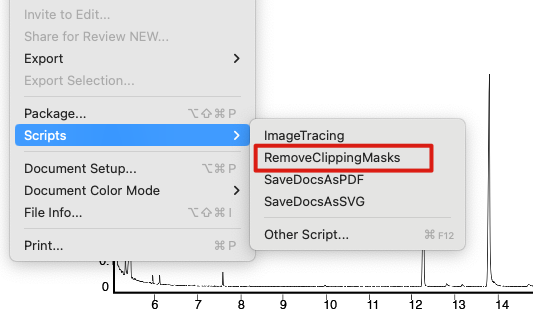 Invite to Edit...
Share for Review NEW...
Export >
Export Selection...
Package... ⌥⇧⌘P
Scripts >
ImageTracing
RemoveClippingMasks
SaveDocsAsPDF
SaveDocsAsSVG
Other Script... ⌘F12
Document Setup... ⌥⌘P
Document Color Mode >
File Info... ⌥⇧⌘I
Print... ⌘P
0.
0
6 7 8 9 10 11 12 13 14